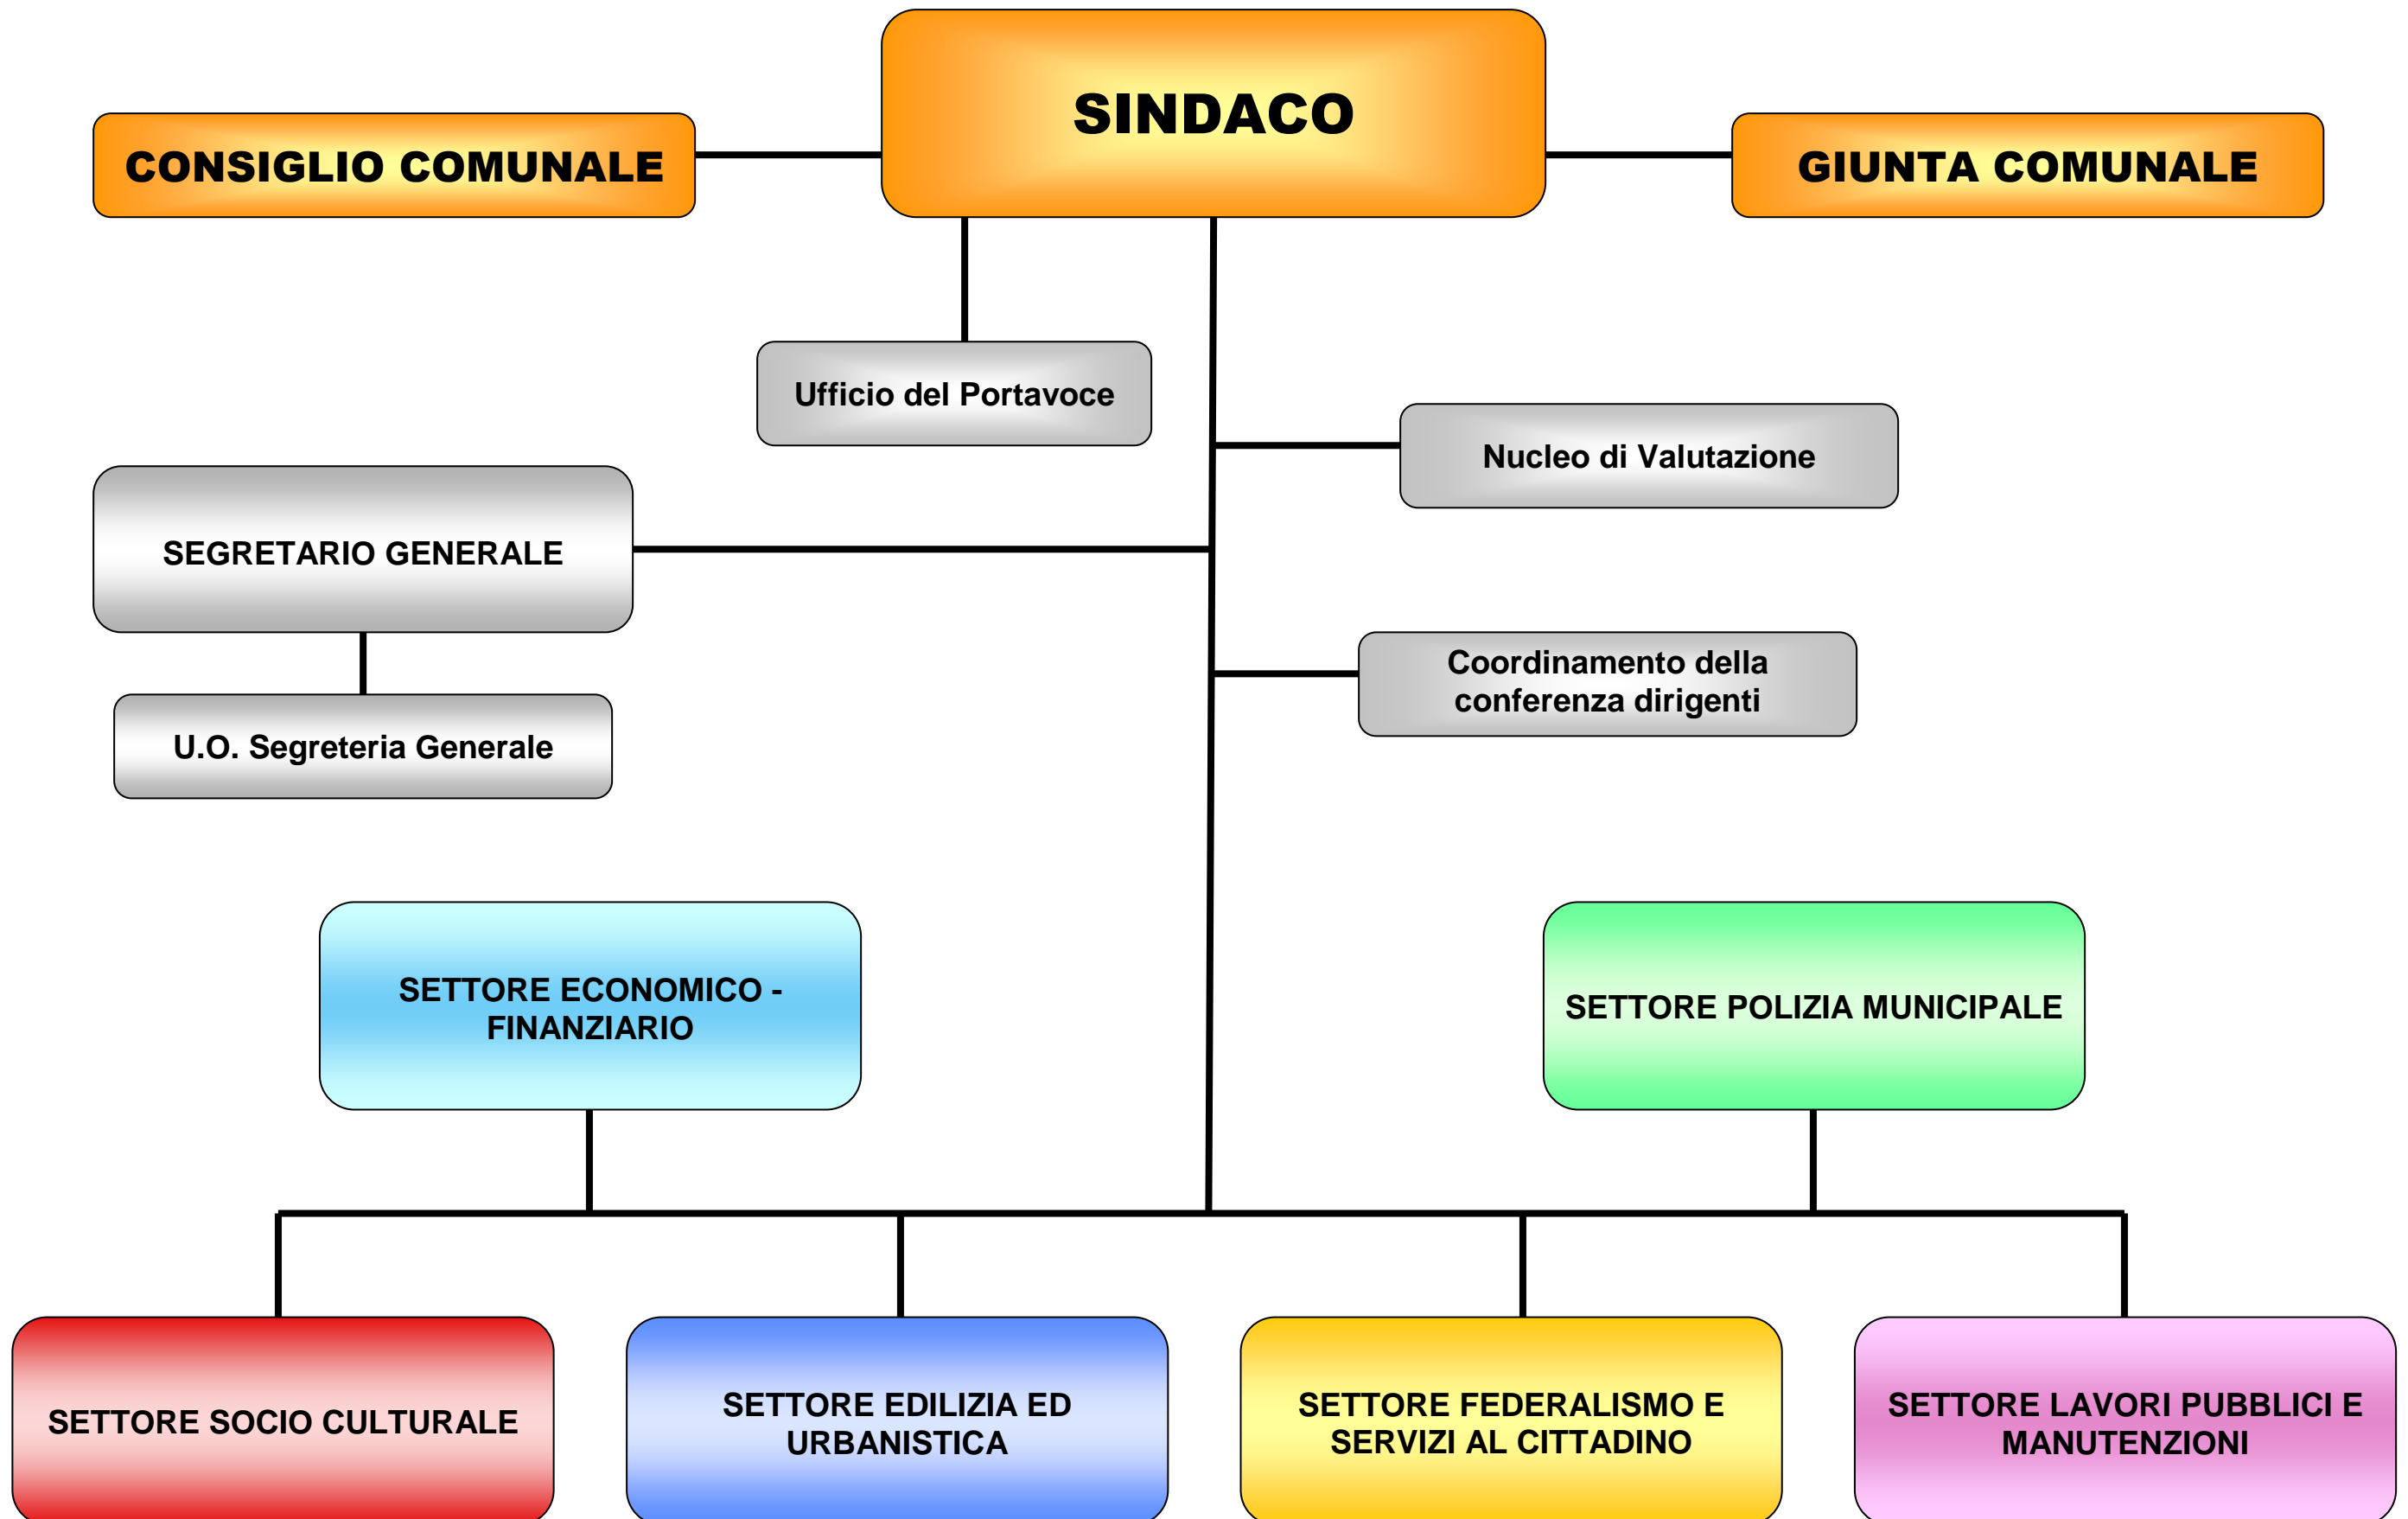 SINDACO
CONSIGLIO COMUNALE
GIUNTA COMUNALE
Ufficio del Portavoce
Nucleo di Valutazione
SEGRETARIO GENERALE
Coordinamento della
conferenza dirigenti
U.O. Segreteria Generale
SETTORE ECONOMICO -
FINANZIARIO
SETTORE POLIZIA MUNICIPALE
SETTORE SOCIO CULTURALE
SETTORE EDILIZIA ED
URBANISTICA
SETTORE FEDERALISMO E
SERVIZI AL CITTADINO
SETTORE LAVORI PUBBLICI E
MANUTENZIONI